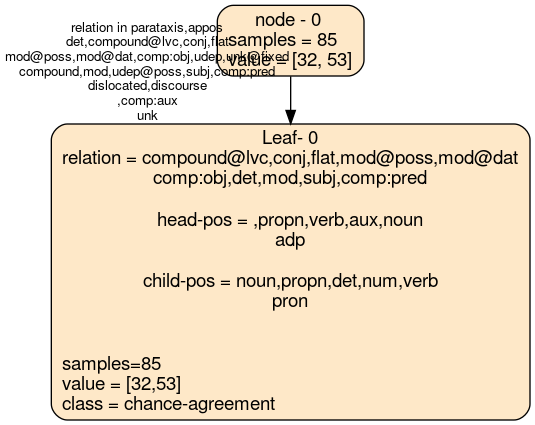 node - 0
samples = 85
value = [32, 53]
relation in parataxis,appos
det,compound@lvc,conj,flat
mod@poss,mod@dat,comp:obj,udep,unk@fixed
compound,mod,udep@poss,subj,comp:pred
dislocated,discourse
,comp:aux
unk
Leaf- 0
relation = compound@lvc,conj,flat,mod@poss,mod@dat
comp:obj,det,mod,subj,comp:pred
head-pos = ,propn,verb,aux,noun
adp
child-pos = noun,propn,det,num,verb
pron
samples=85
value = [32,53]
class = chance-agreement